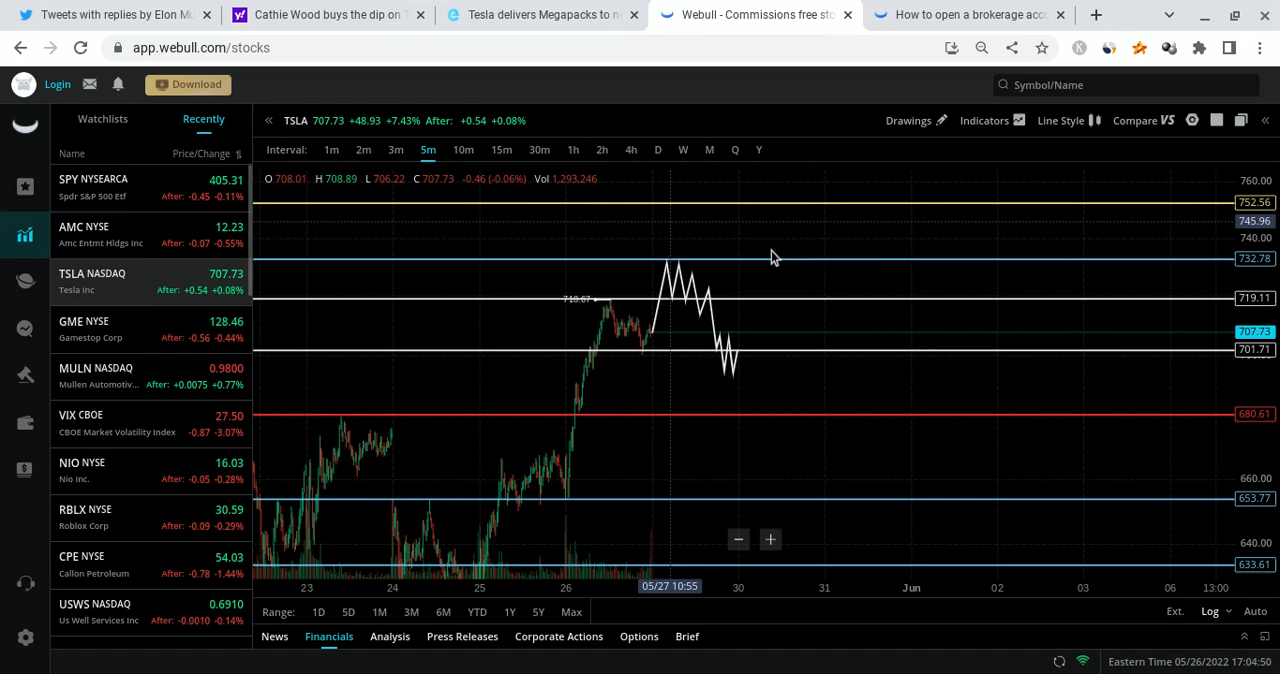 Tweets with replies by Elon Mu
Cathie Wood buys the dip on T
Tesla delivers Megapacks to n
Webull - Commissions free sto
How to open a brokerage acco
app.webull.com/stocks
Login
Download
Symbol/Name
Watchlists
Recently
TSLA 707.73 +48.93 +7.43% After: +0.54 +0.08%
Drawings
Indicators
Line Style
Compare VS
Interval: 1m 2m 3m 5m 10m 15m 30m 1h 2h 4h D W M Q Y
Name Price/Change
O 708.01 H 708.89 L 706.22 C 707.73 -0.46 (-0.06%) Vol 1,293,246
SPY NYSEARCA 405.31
Spdr S&P 500 Etf After: -0.45 -0.11%
AMC NYSE 12.23
Amc Entmt Hldgs Inc After: -0.07 -0.55%
TSLA NASDAQ 707.73
Tesla Inc After: +0.54 +0.08%
GME NYSE 128.46
Gamestop Corp After: -0.56 -0.44%
MULN NASDAQ 0.9800
Mullen Automotiv... After: +0.0075 +0.77%
VIX CBOE 27.50
CBOE Market Volatility Index -0.87 -3.07%
NIO NYSE 16.03
Nio Inc. After: -0.05 -0.28%
RBLX NYSE 30.59
Roblox Corp After: -0.09 -0.29%
CPE NYSE 54.03
Callon Petroleum After: -0.78 -1.44%
USWS NASDAQ 0.6910
Us Well Services Inc After: -0.0010 -0.14%
760.00
752.56
745.96
740.00
732.78
719.11
718.67
707.73
701.71
680.61
660.00
653.77
640.00
633.61
23 24 25 26 05/27 10:55 30 31 Jun 02 03 06 13:00
Range: 1D 5D 1M 3M 6M YTD 1Y 5Y Max
Ext. Log Auto
News Financials Analysis Press Releases Corporate Actions Options Brief
Eastern Time 05/26/2022 17:04:50